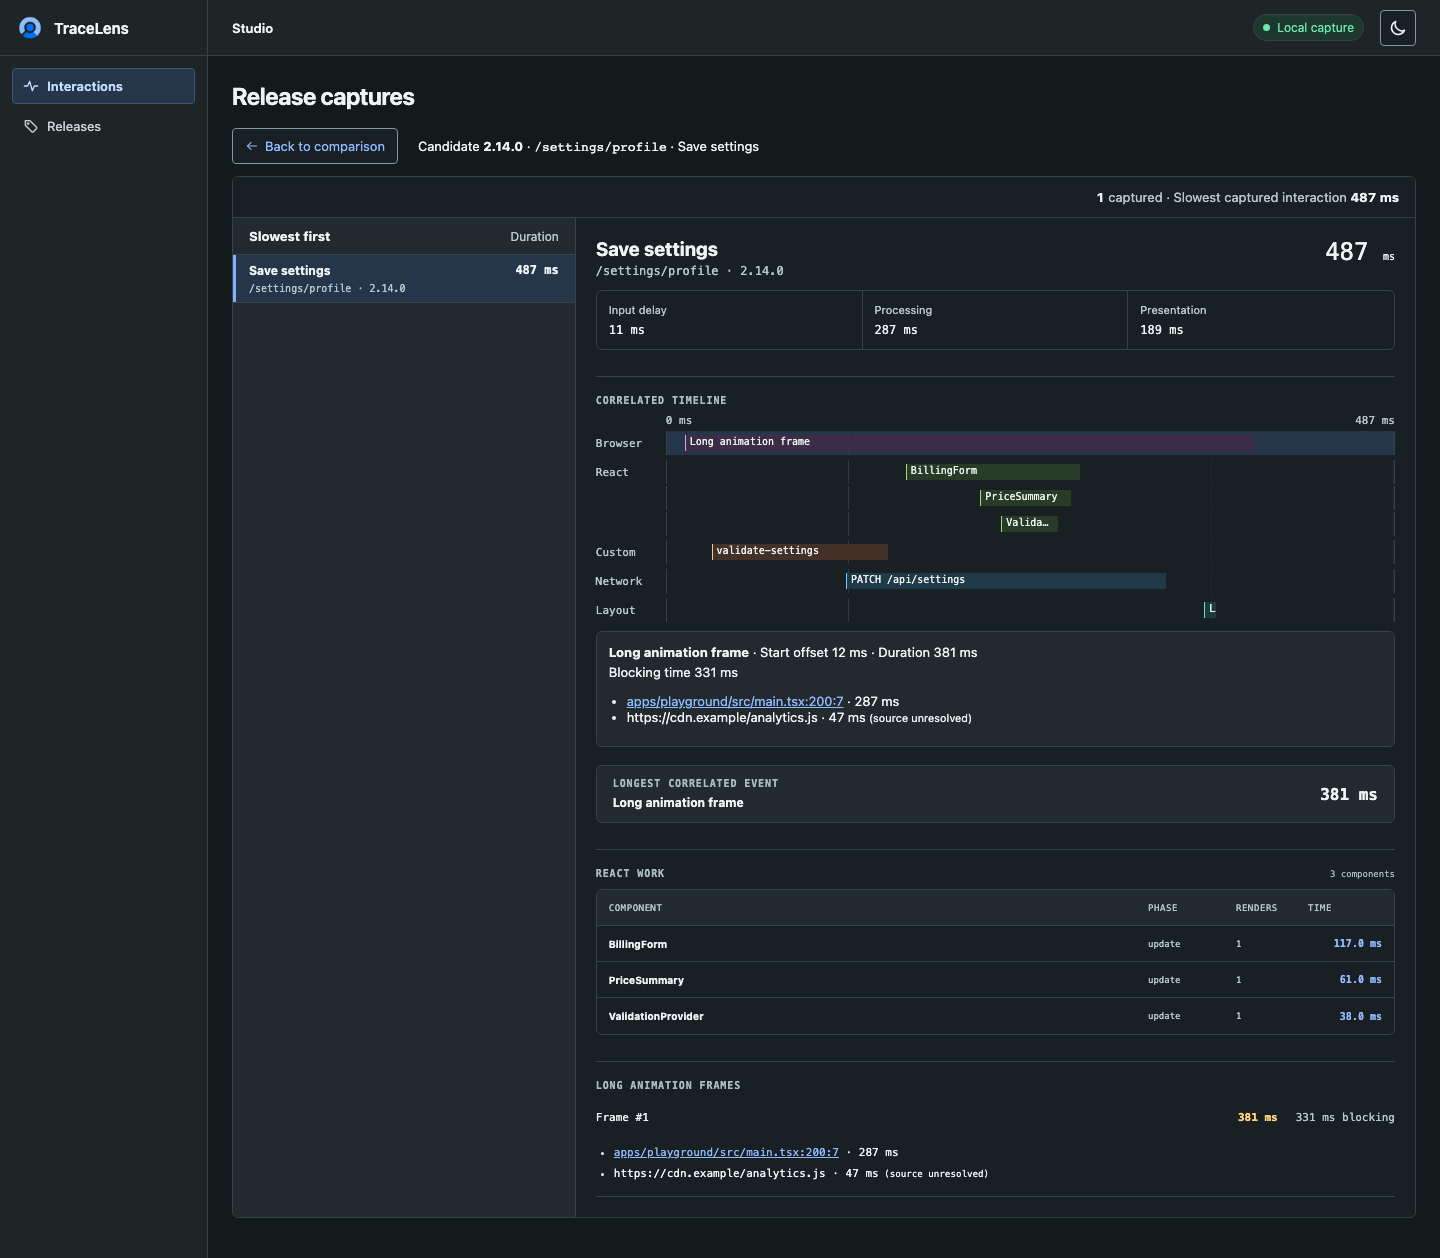 TraceLens
Studio
Local capture
Interactions
Releases
Release captures
← Back to comparison
Candidate 2.14.0 · /settings/profile · Save settings
1 captured · Slowest captured interaction 487 ms
Slowest first Duration
Save settings 487 ms
/settings/profile · 2.14.0
Save settings 487 ms
/settings/profile · 2.14.0
Input delay Processing Presentation
11 ms 287 ms 189 ms
CORRELATED TIMELINE
0 ms 487 ms
Browser Long animation frame
React BillingForm
PriceSummary
Valida…
Custom validate-settings
Network PATCH /api/settings
Layout L
Long animation frame · Start offset 12 ms · Duration 381 ms
Blocking time 331 ms
• apps/playground/src/main.tsx:200:7 · 287 ms
• https://cdn.example/analytics.js · 47 ms (source unresolved)
LONGEST CORRELATED EVENT
Long animation frame 381 ms
REACT WORK 3 components
COMPONENT PHASE RENDERS TIME
BillingForm update 1 117.0 ms
PriceSummary update 1 61.0 ms
ValidationProvider update 1 38.0 ms
LONG ANIMATION FRAMES
Frame #1 381 ms 331 ms blocking
• apps/playground/src/main.tsx:200:7 · 287 ms
• https://cdn.example/analytics.js · 47 ms (source unresolved)